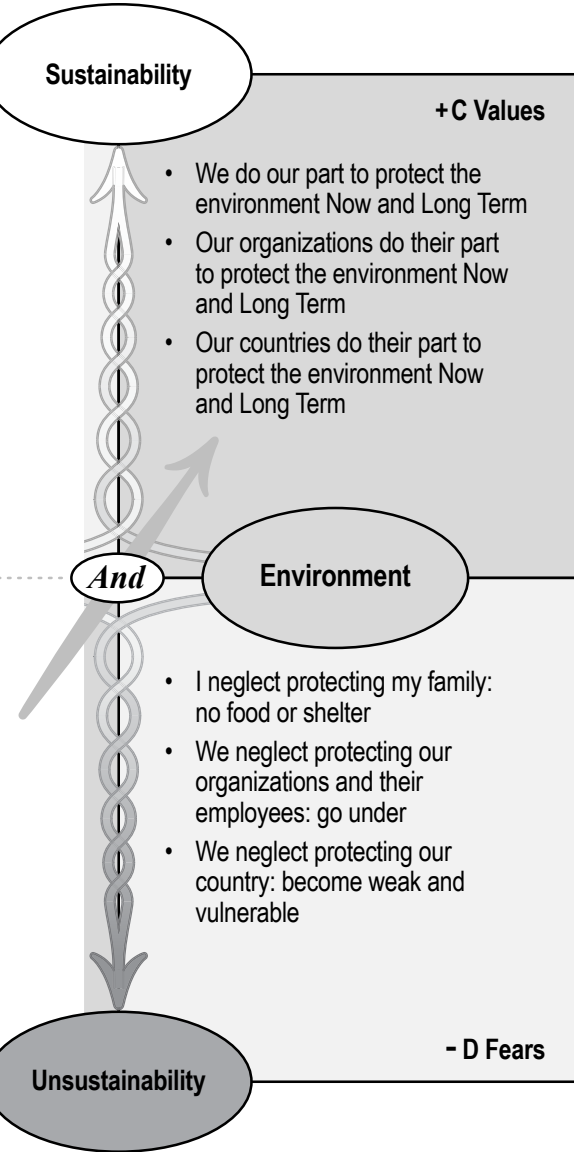 Sustainability
+C Values
• We do our part to protect the
environment Now and Long Term
• Our organizations do their part
to protect the environment Now
and Long Term
• Our countries do their part to
protect the environment Now
and Long Term
And
Environment
• I neglect protecting my family:
no food or shelter
• We neglect protecting our
organizations and their
employees: go under
• We neglect protecting our
country: become weak and
vulnerable
- D Fears
Unsustainability